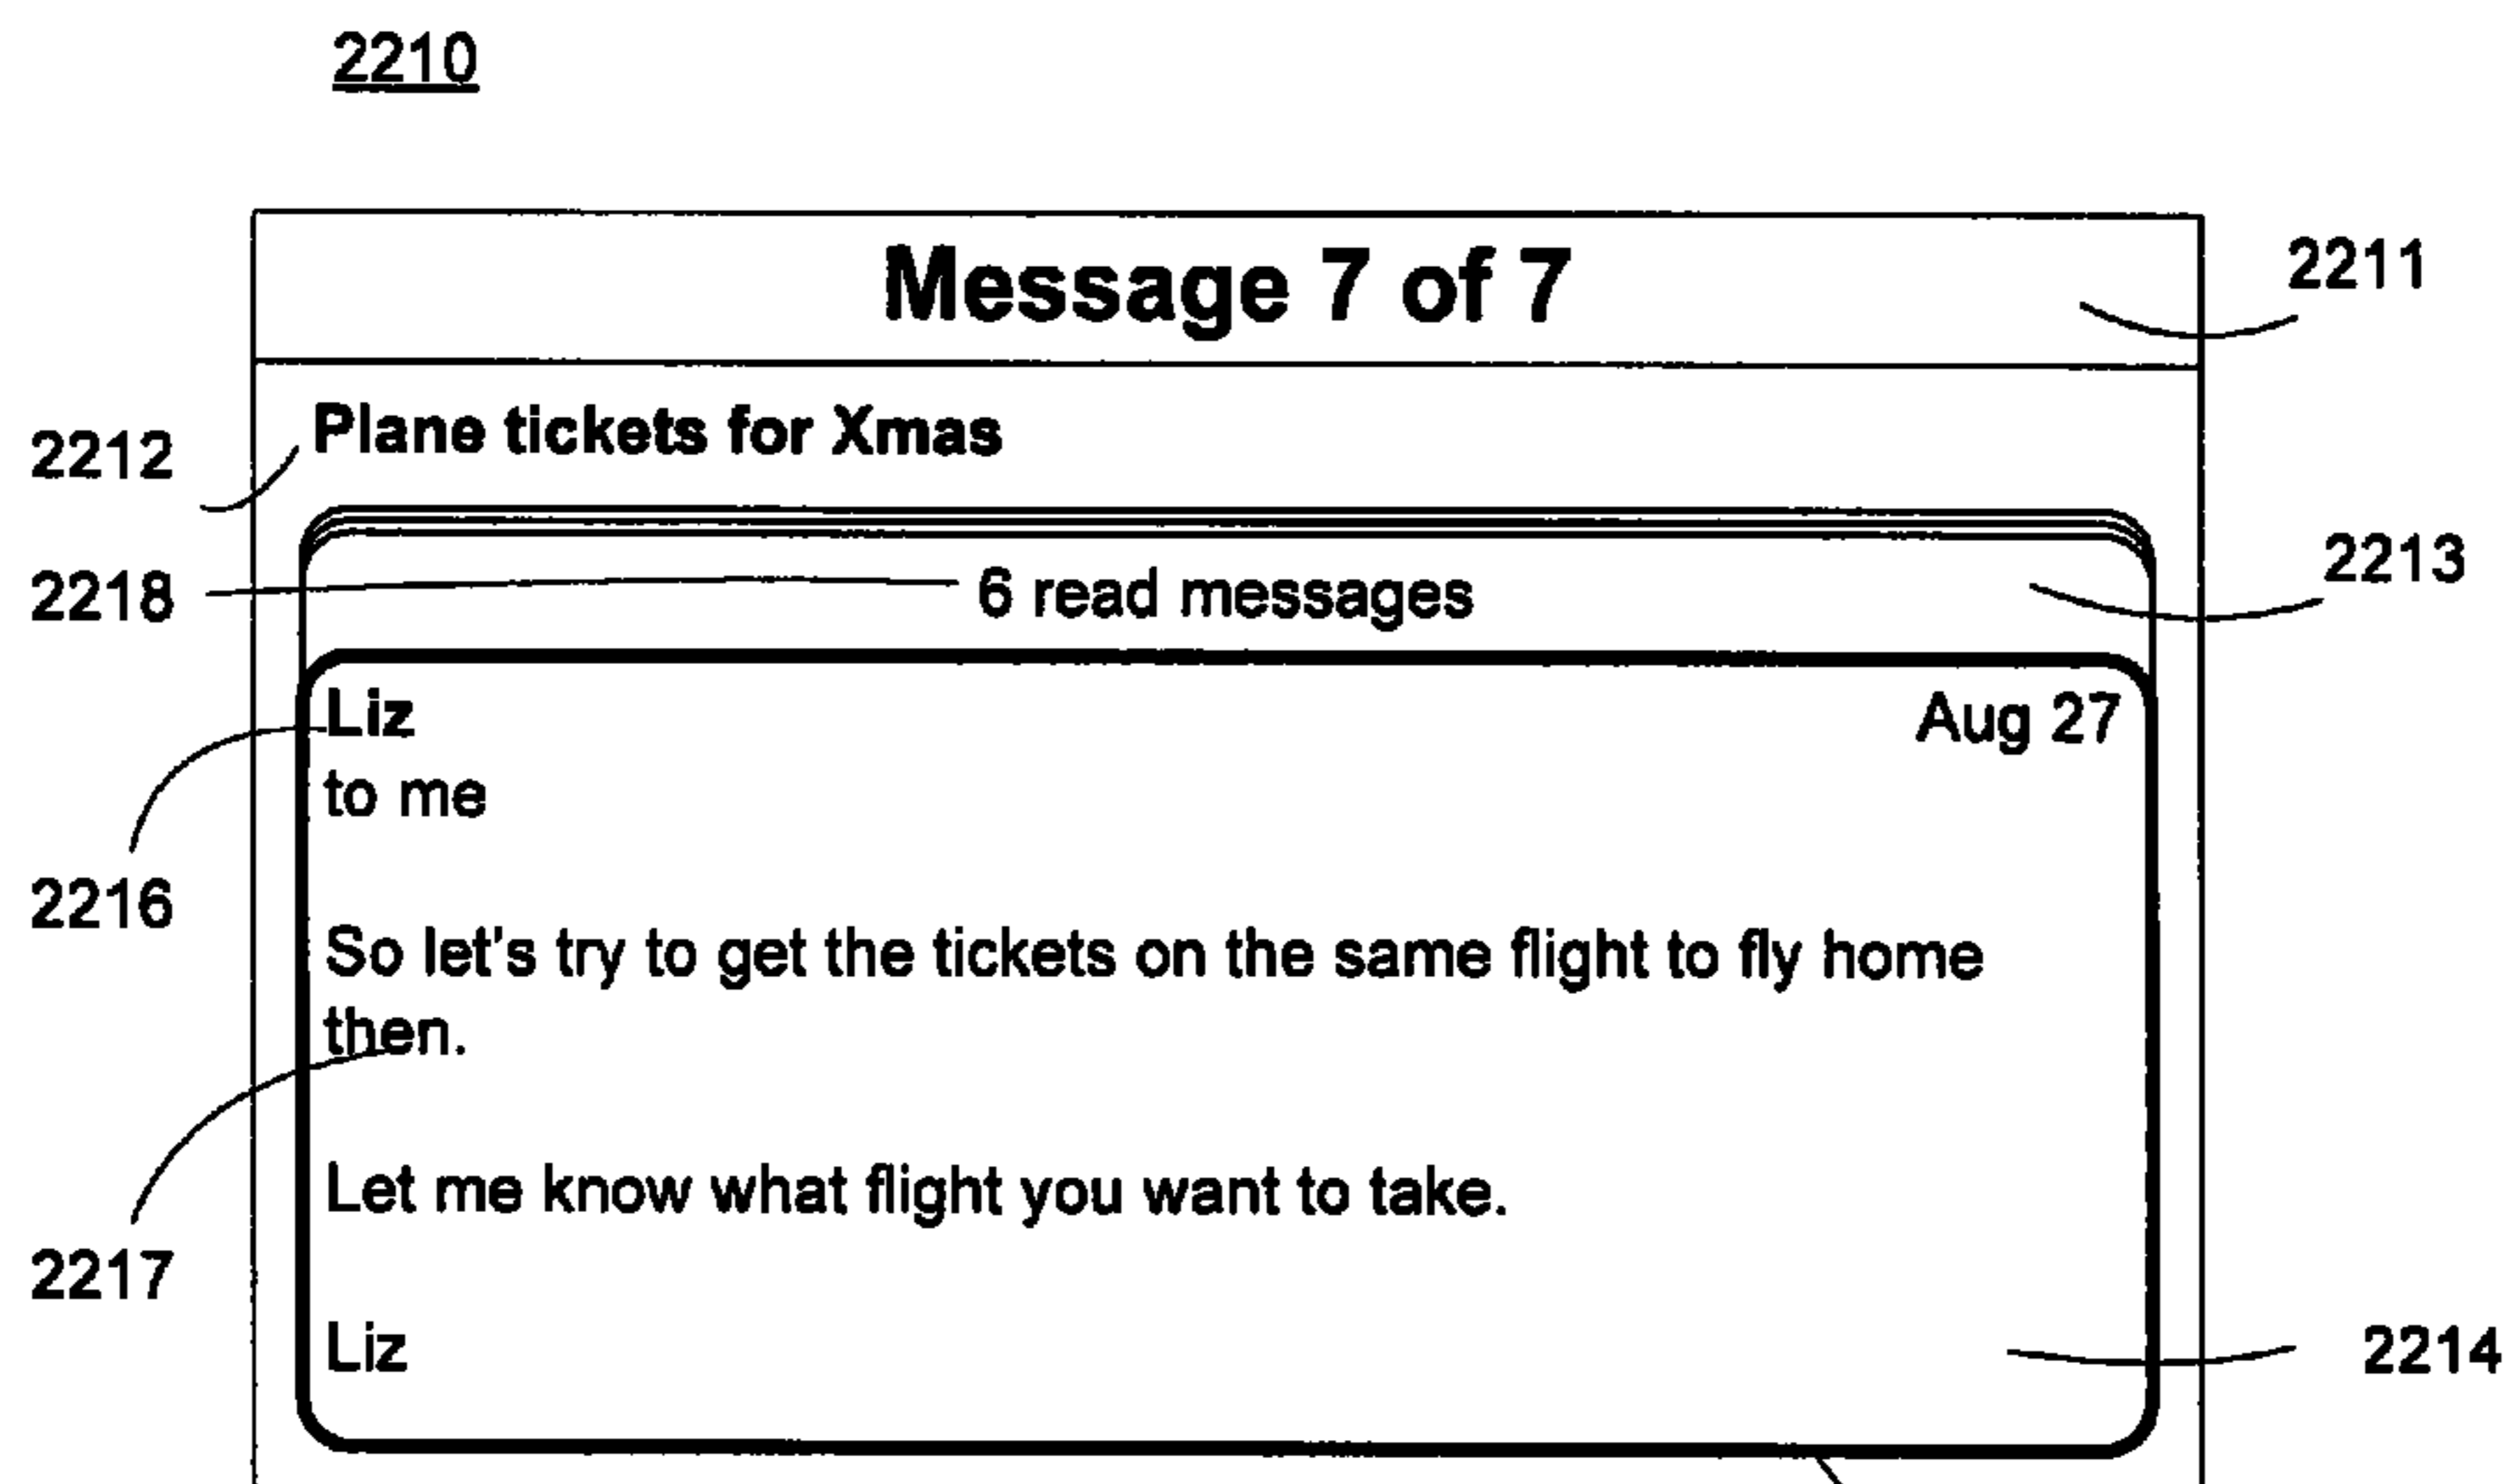 2210
Message 7 of 7
2211
Plane tickets for Xmas
2212
2213
2218
6 read messages
Liz
Aug 27
to me
2216
So let's try to get the tickets on the same flight to fly home
then.
Let me know what flight you want to take.
2217
Liz
2214